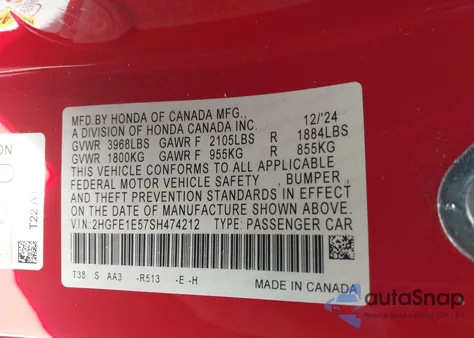 MFD.BY HONDA OF CANADA MFG.,
A DIVISION OF HONDA CANADA INC. 12/'24
GVWR 3968LBS GAWR F 2105LBS R 1884LBS
GVWR 1800KG GAWR F 955KG R 855KG
THIS VEHICLE CONFORMS TO ALL APPLICABLE
FEDERAL MOTOR VEHICLE SAFETY , BUMPER ,
AND THEFT PREVENTION STANDARDS IN EFFECT
ON THE DATE OF MANUFACTURE SHOWN ABOVE.
VIN:2HGFE1E57SH474212 TYPE: PASSENGER CAR
T38 S AA3 -R513 -E-H
MADE IN CANADA
ON
T22A1
autoSnap